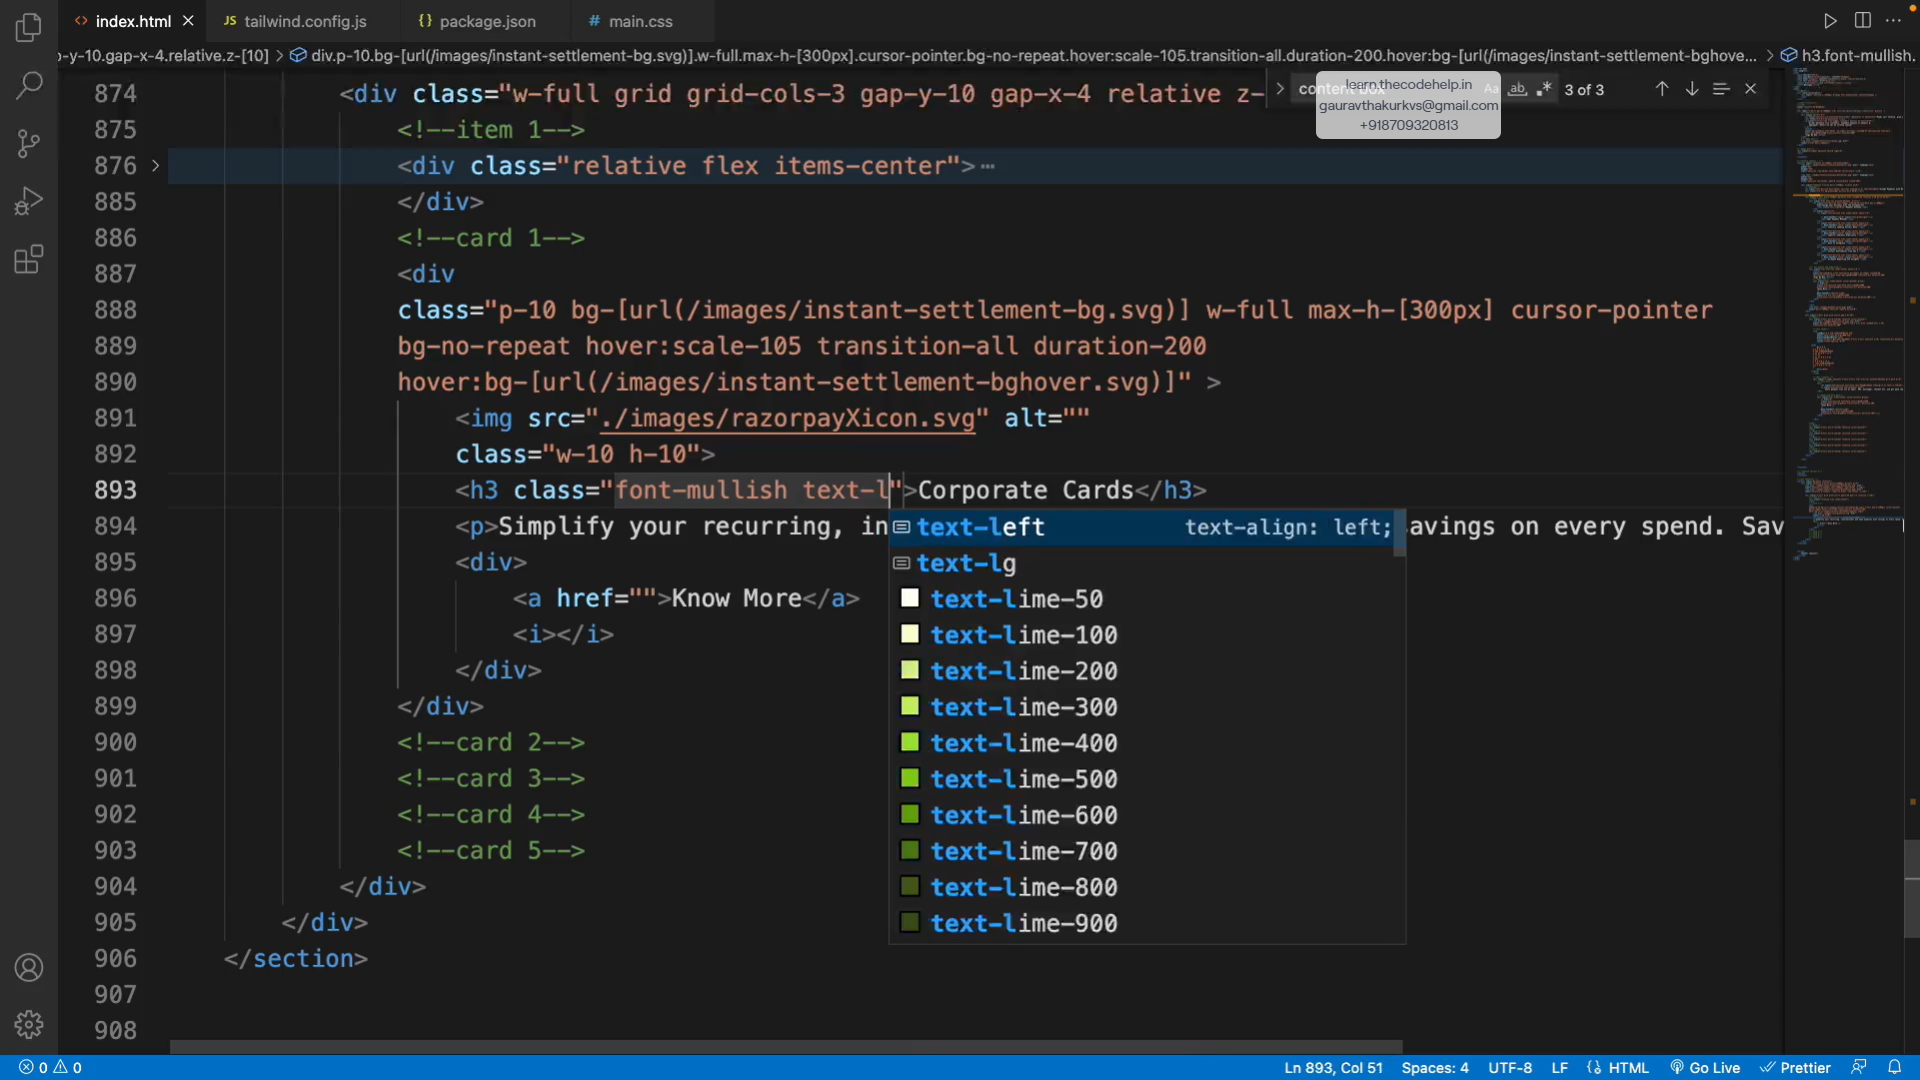 index.html
tailwind.config.js
package.json
main.css
-y-10.gap-x-4.relative.z-[10] > div.p-10.bg-[url(/images/instant-settlement-bg.svg)].w-full.max-h-[300px].cursor-pointer.bg-no-repeat.hover:scale-105.transition-all.duration-200.hover:bg-[url(/images/instant-settlement-bghove... > h3.font-mullish.
content-box
3 of 3
learn.thecodehelp.in
gauravthakurkvs@gmail.com
+918709320813
874 <div class="w-full grid grid-cols-3 gap-y-10 gap-x-4 relative z-
875 <!--item 1-->
876 <div class="relative flex items-center">⋯
885 </div>
886 <!--card 1-->
887 <div
888 class="p-10 bg-[url(/images/instant-settlement-bg.svg)] w-full max-h-[300px] cursor-pointer
889 bg-no-repeat hover:scale-105 transition-all duration-200
890 hover:bg-[url(/images/instant-settlement-bghover.svg)]" >
891 <img src="./images/razorpayXicon.svg" alt=""
892 class="w-10 h-10">
893 <h3 class="font-mullish text-l">Corporate Cards</h3>
894 <p>Simplify your recurring, in avings on every spend. Sav
895 <div>
896 <a href="">Know More</a>
897 <i></i>
898 </div>
899 </div>
900 <!--card 2-->
901 <!--card 3-->
902 <!--card 4-->
903 <!--card 5-->
904 </div>
905 </div>
906 </section>
907
908
text-left text-align: left;
text-lg
text-lime-50
text-lime-100
text-lime-200
text-lime-300
text-lime-400
text-lime-500
text-lime-600
text-lime-700
text-lime-800
text-lime-900
0 0
Ln 893, Col 51
Spaces: 4
UTF-8
LF
HTML
Go Live
Prettier